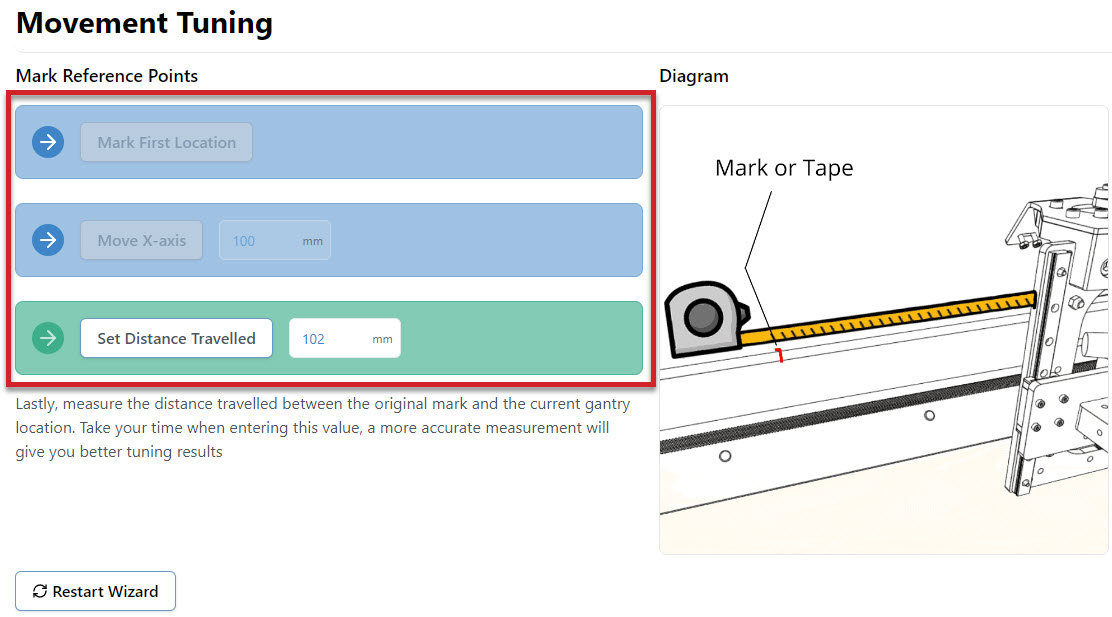 Movement Tuning
Mark Reference Points
Mark First Location
Move X-axis
100 mm
Set Distance Travelled
102 mm
Lastly, measure the distance travelled between the original mark and the current gantry
location. Take your time when entering this value, a more accurate measurement will
give you better tuning results
Restart Wizard
Diagram
Mark or Tape